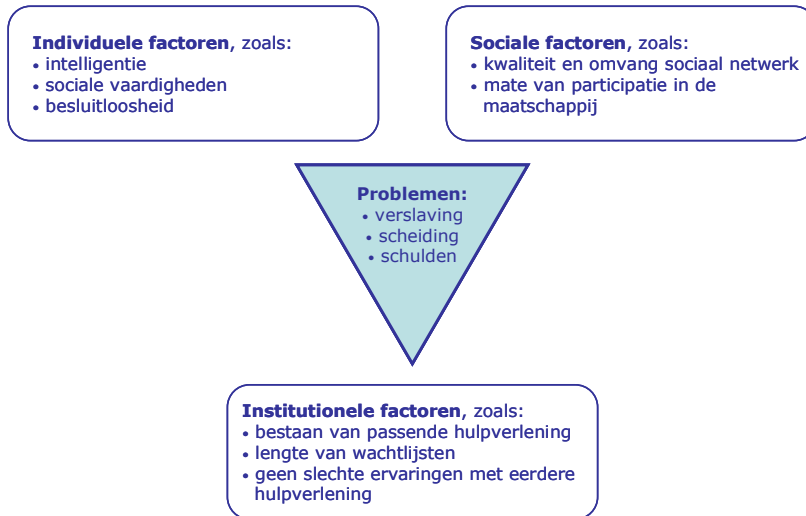 Individuele factoren, zoals:
• intelligentie
• sociale vaardigheden
• besluitloosheid
Sociale factoren, zoals:
• kwaliteit en omvang sociaal netwerk
• mate van participatie in de
maatschappij
Problemen:
• verslaving
• scheiding
• schulden
Institutionele factoren, zoals:
• bestaan van passende hulpverlening
• lengte van wachtlijsten
• geen slechte ervaringen met eerdere
hulpverlening